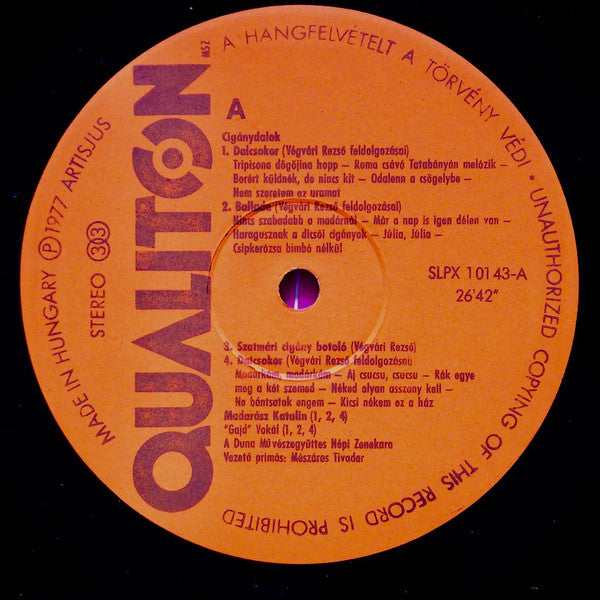 A HANGFELVÉTELT A TÖRVÉNY VÉDI • UNAUTHORIZED COPYING OF THIS RECORD IS PROHIBITED
MADE IN HUNGARY Ⓟ 1977 ARTISJUS
STEREO 33
QUALITON
MSZ
A
Cigánydalok
1. Dalcsokor (Végvári Rezső feldolgozásai)
Tripisona dögöjina hopp – Roma csávó Tatabányán melózik –
Borért küldnék, de nincs kit – Odalenn a csögelybe –
Nem szeretem az uramat
2. Ballada (Végvári Rezső feldolgozásai)
Nincs szabadabb a madárnál – Már a nap is igen délen van –
Haragusznak a dicsői cigányok – Júlia, Júlia –
Csipkerózsa bimbó nélkül
SLPX 10143-A
26'42"
3. Szatmári cigány botoló (Végvári Rezső)
4. Dalcsokor (Végvári Rezső feldolgozásai)
Madárkám, madárkám – Aj csucsu, csucsu – Rák egye
meg a két szemed – Néked olyan asszony kell –
Ne bántsatok engem – Kicsi nékem ez a ház
Madarász Katalin (1, 2, 4)
"Gajd" Vokál (1, 2, 4)
A Duna Művészegyüttes Népi Zenekara
Vezető prímás: Mészáros Tivadar